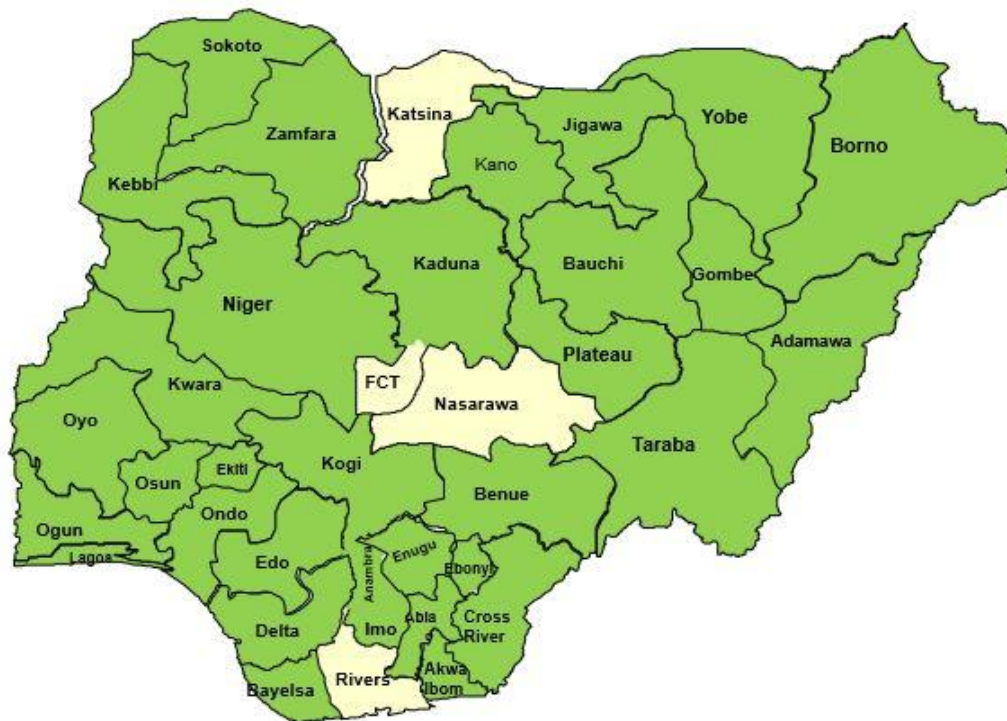 Sokoto
Katsina
Zamfara
Kebbi
Kano
Jigawa
Yobe
Borno
Kaduna
Bauchi
Gombe
Niger
Adamawa
Plateau
FCT
Nasarawa
Kwara
Oyo
Taraba
Kogi
Ekiti
Osun
Benue
Ondo
Ogun
Lagos
Edo
Anambra
Enugu
Ebonyi
Delta
Imo
Abia
Cross
River
Rivers
Akwa
Ibom
Bayelsa